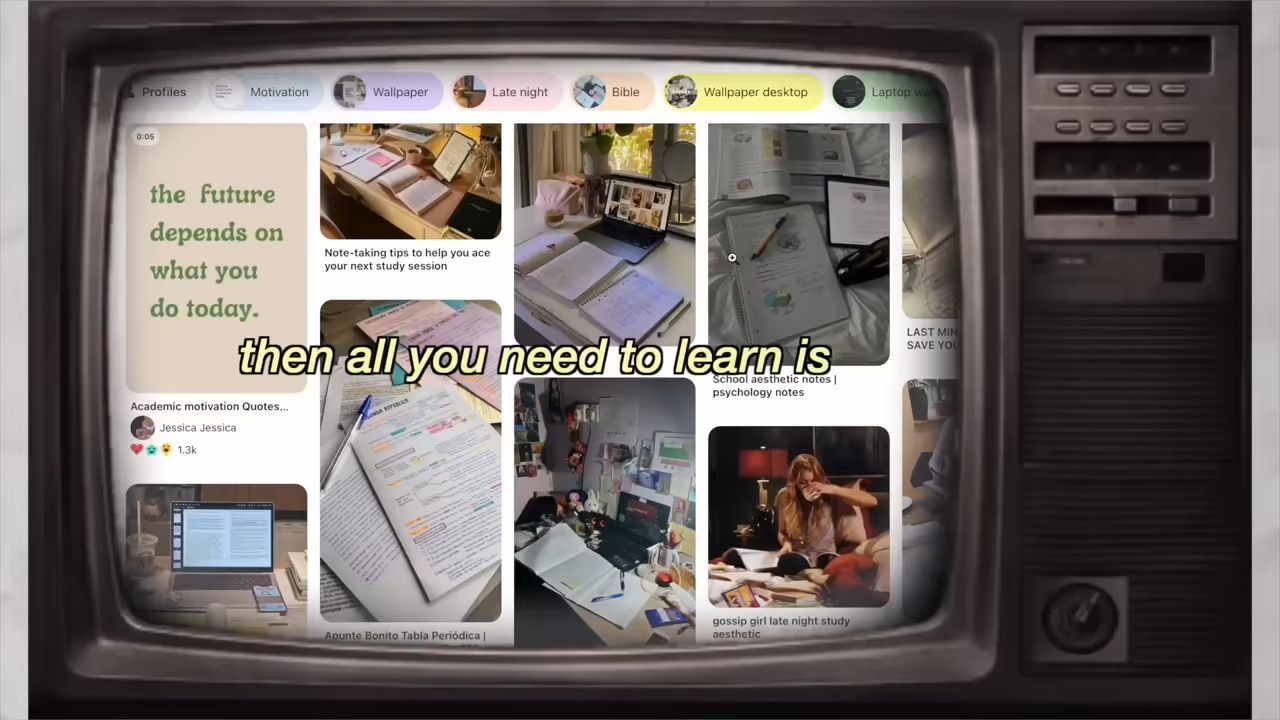 Profiles
Motivation
Wallpaper
Late night
Bible
Wallpaper desktop
Laptop
0:05
the future
depends on
what you
do today.
Academic motivation Quotes...
Jessica Jessica
1.3k
Note-taking tips to help you ace
your next study session
then all you need to learn is
Apunte Bonito Tabla Periódica |
School aesthetic notes |
psychology notes
gossip girl late night study
aesthetic
LAST MIN
SAVE YO